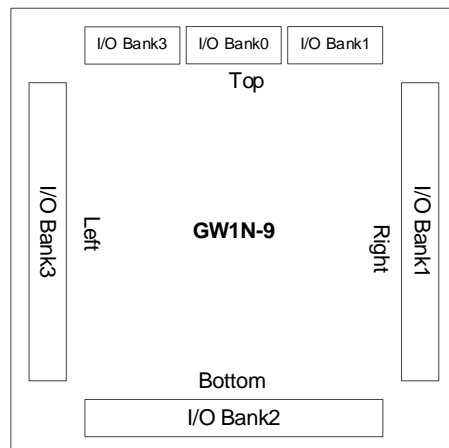 I/O Bank3
I/O Bank0
I/O Bank1
Top
I/O Bank3
Left
GW1N-9
Right
I/O Bank1
Bottom
I/O Bank2